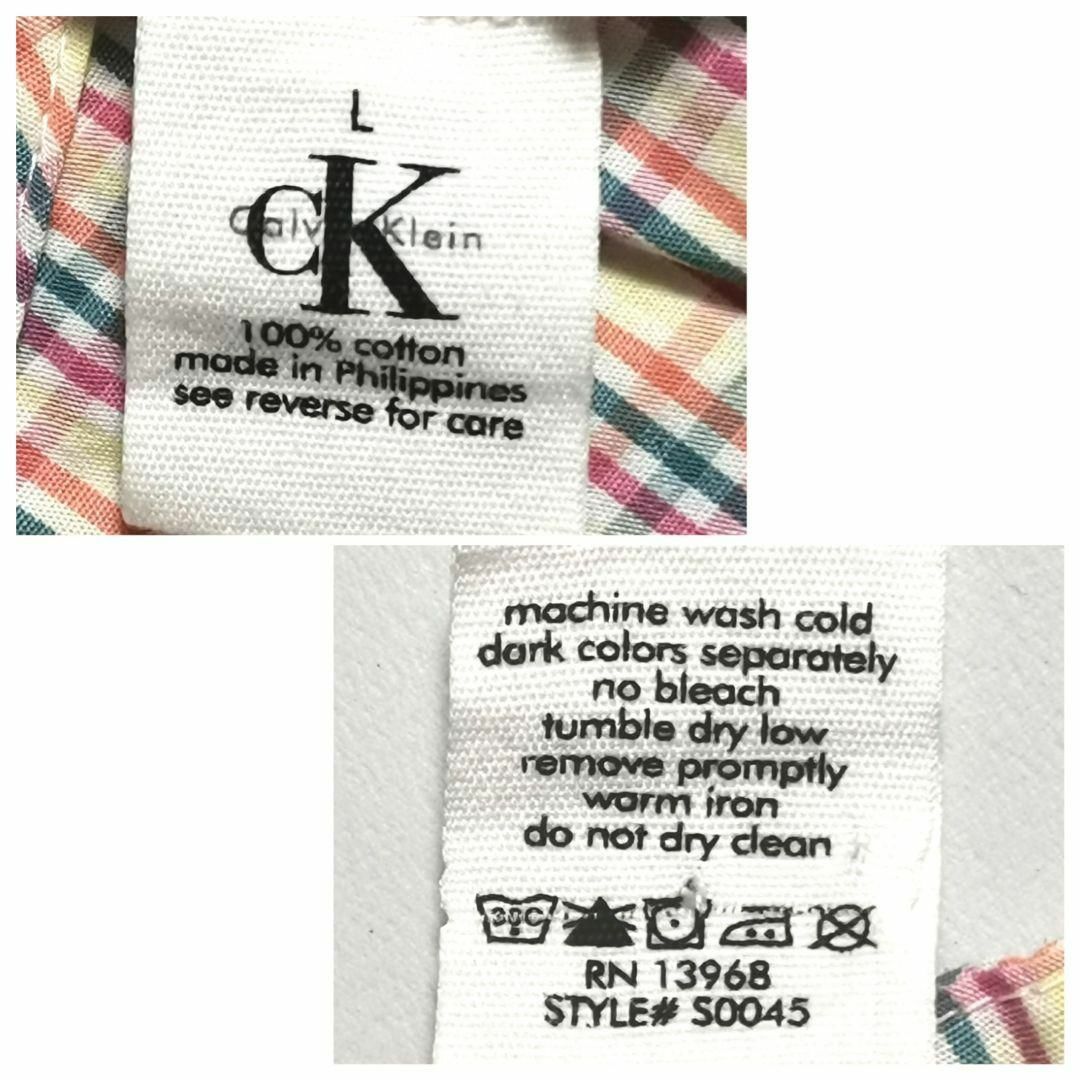 L
cK
Calvin Klein
100% cotton
made in Philippines
see reverse for care
machine wash cold
dark colors separately
no bleach
tumble dry low
remove promptly
warm iron
do not dry clean
RN 13968
STYLE# S0045